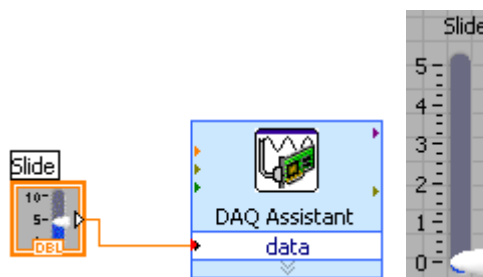 Slide
10-
5-
DBL
DAQ Assistant
data
Slide
5-
4-
3-
2-
1-
0-